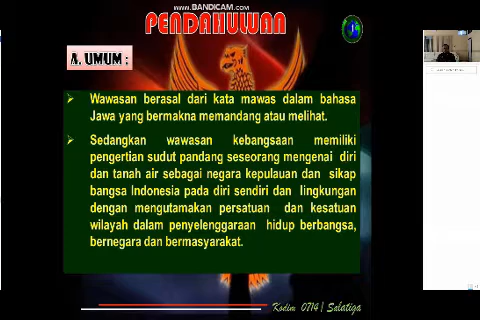 WWW.BANDICAM.COM
PENDAHULUAN
A. UMUM :
Wawasan berasal dari kata mawas dalam bahasa
Jawa yang bermakna memandang atau melihat.
Sedangkan wawasan kebangsaan memiliki
pengertian sudut pandang seseorang mengenai diri
dan tanah air sebagai negara kepulauan dan sikap
bangsa Indonesia pada diri sendiri dan lingkungan
dengan mengutamakan persatuan dan kesatuan
wilayah dalam penyelenggaraan hidup berbangsa,
bernegara dan bermasyarakat.
Kodim 0714 / Salatiga